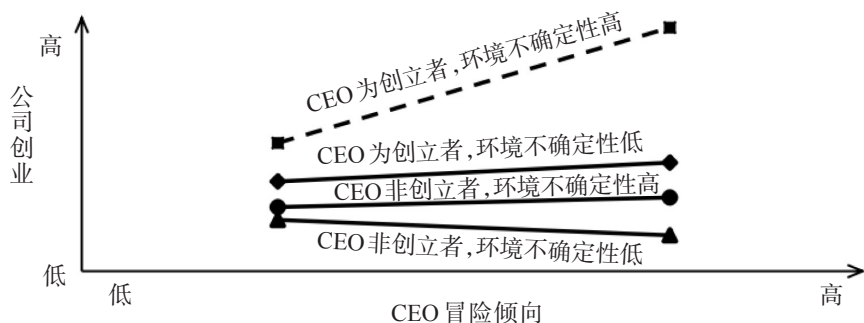 高
公司创业
CEO为创立者,环境不确定性高
CEO为创立者,环境不确定性低
CEO非创立者,环境不确定性高
CEO非创立者,环境不确定性低
低
低
高
CEO冒险倾向